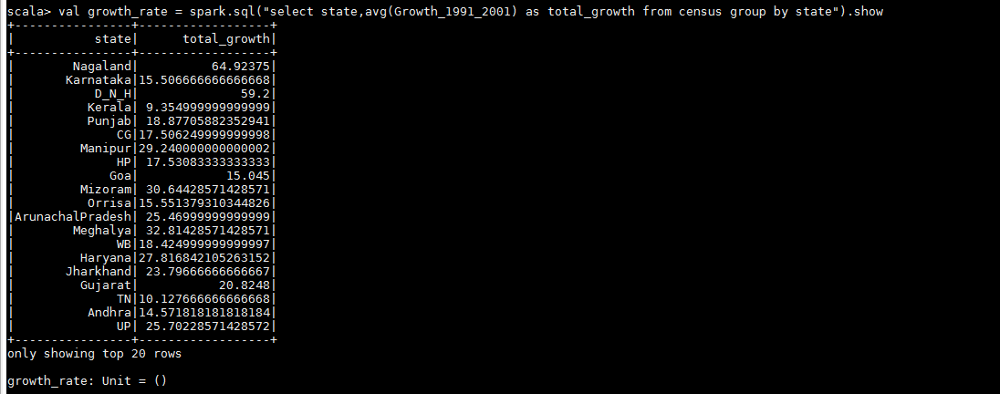 scala> val growth_rate = spark.sql("select state,avg(Growth_1991_2001) as total_growth from census group by state").show
+----------------+------------------+
|           state|      total_growth|
+----------------+------------------+
|        Nagaland|          64.92375|
|       Karnataka|15.506666666666668|
|           D_N_H|              59.2|
|          Kerala| 9.354999999999999|
|          Punjab| 18.87705882352941|
|              CG|17.506249999999998|
|         Manipur|29.240000000000002|
|              HP| 17.53083333333333|
|             Goa|            15.045|
|         Mizoram| 30.64428571428571|
|          Orrisa|15.551379310344826|
|ArunachalPradesh| 25.46999999999999|
|        Meghalya| 32.81428571428571|
|              WB|18.424999999999997|
|         Haryana|27.816842105263152|
|       Jharkhand| 23.79666666666667|
|         Gujarat|           20.8248|
|              TN|10.127666666666668|
|          Andhra|14.571818181818184|
|              UP| 25.70228571428572|
+----------------+------------------+
only showing top 20 rows
growth_rate: Unit = ()